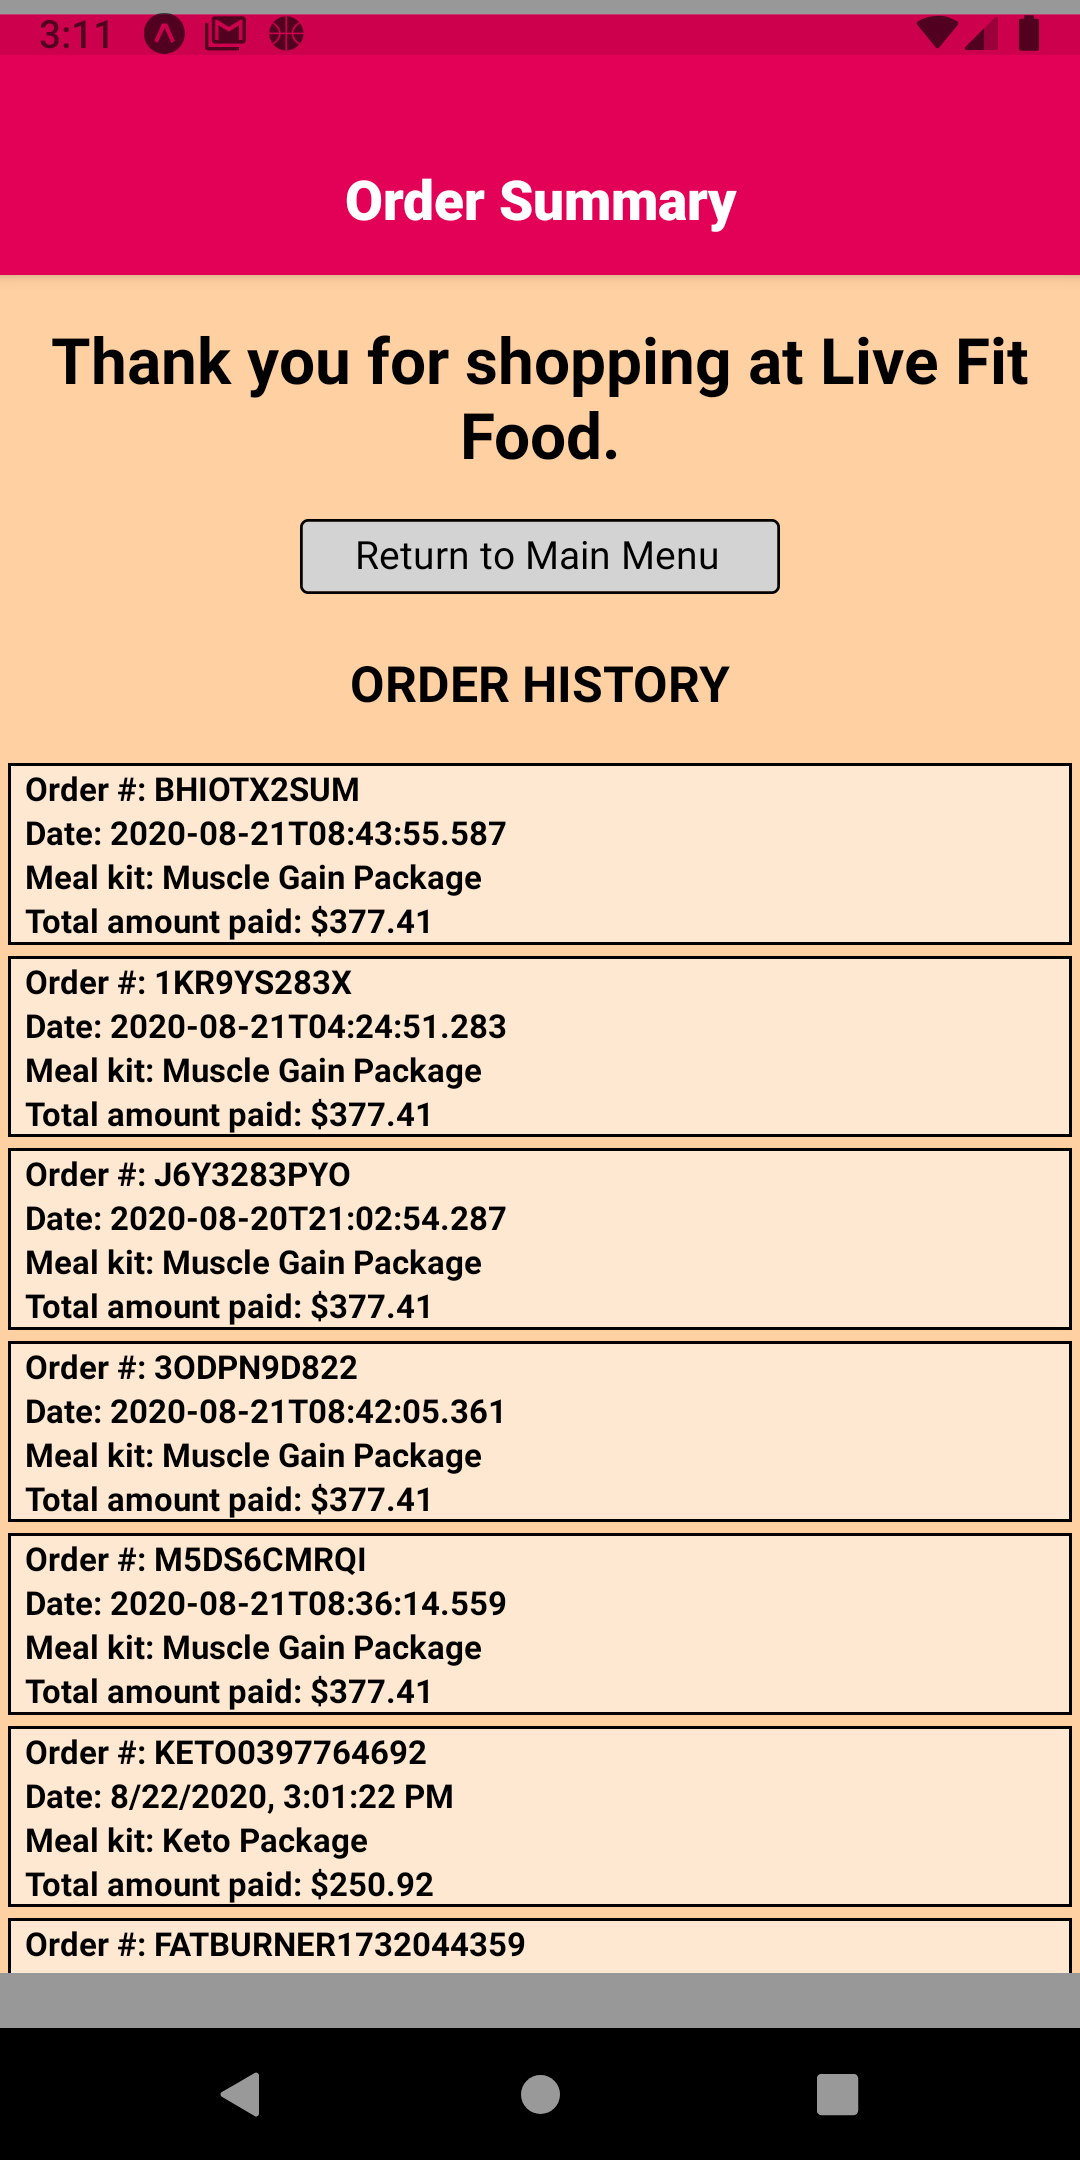 3:11
Order Summary
Thank you for shopping at Live Fit
Food.
Return to Main Menu
ORDER HISTORY
Order #: BHIOTX2SUM
Date: 2020-08-21T08:43:55.587
Meal kit: Muscle Gain Package
Total amount paid: $377.41
Order #: 1KR9YS283X
Date: 2020-08-21T04:24:51.283
Meal kit: Muscle Gain Package
Total amount paid: $377.41
Order #: J6Y3283PYO
Date: 2020-08-20T21:02:54.287
Meal kit: Muscle Gain Package
Total amount paid: $377.41
Order #: 3ODPN9D822
Date: 2020-08-21T08:42:05.361
Meal kit: Muscle Gain Package
Total amount paid: $377.41
Order #: M5DS6CMRQI
Date: 2020-08-21T08:36:14.559
Meal kit: Muscle Gain Package
Total amount paid: $377.41
Order #: KETO0397764692
Date: 8/22/2020, 3:01:22 PM
Meal kit: Keto Package
Total amount paid: $250.92
Order #: FATBURNER1732044359